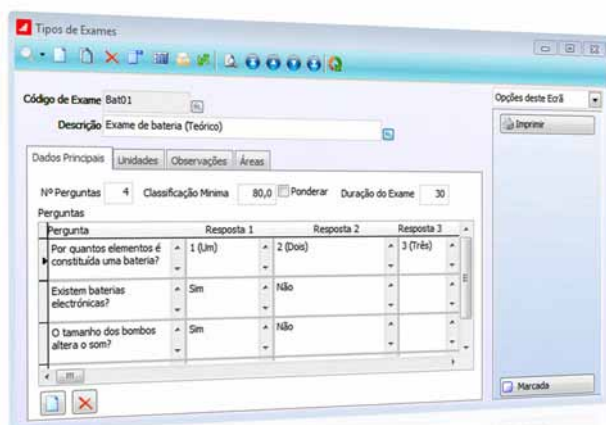 Tipos de Exames
Código de Exame Bat01
Opções deste Ecrã
Descrição Exame de bateria (Teórico)
Imprimir
Dados Principais Unidades Observações Áreas
Nº Perguntas 4 Classificação Minima 80,0 Ponderar Duração do Exame 30
Perguntas
Pergunta Resposta 1 Resposta 2 Resposta 3
Por quantos elementos é
constituída uma bateria?
1 (Um) 2 (Dois) 3 (Três)
Existem baterias
electrónicas?
Sim Não
O tamanho dos bombos
altera o som?
Sim Não
Marcada